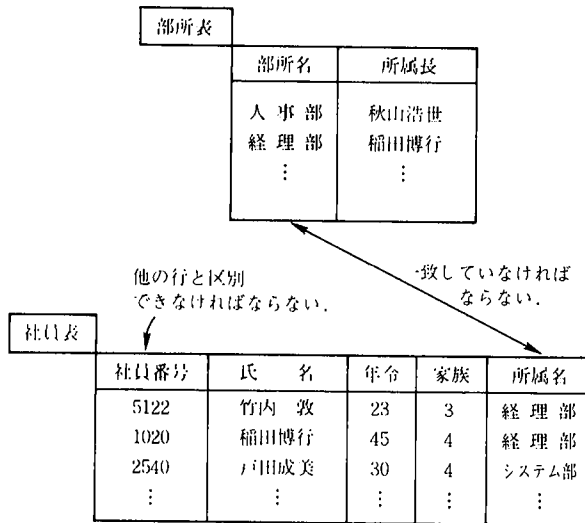 部所表
部所名 所属長
人事部 秋山浩世
経理部 稲田博行
⋮ ⋮
他の行と区別
できなければならない.
一致していなければ
ならない.
社員表
社員番号 氏名 年令 家族 所属名
5122 竹内 敦 23 3 経理部
1020 稲田博行 45 4 経理部
2540 戸田成美 30 4 システム部
⋮ ⋮ ⋮ ⋮ ⋮